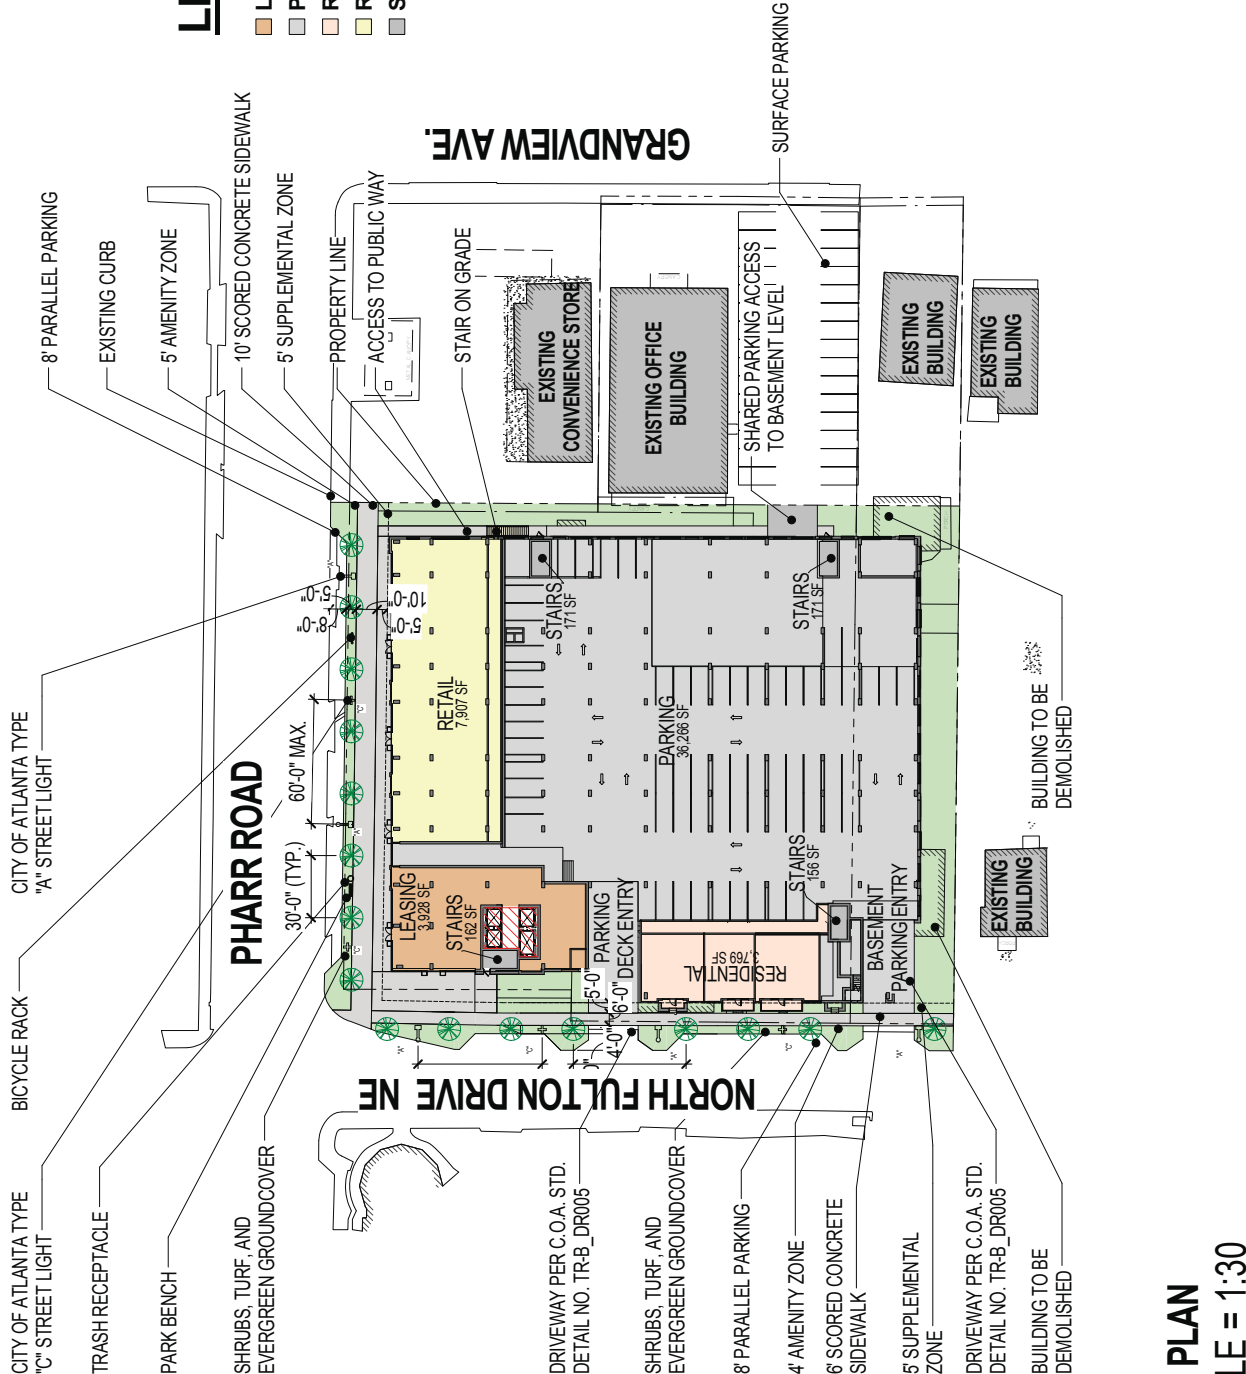 CITY OF ATLANTA TYPE
"C" STREET LIGHT
TRASH RECEPTACLE
PARK BENCH
SHRUBS, TURF, AND
EVERGREEN GROUNDCOVER
BICYCLE RACK
CITY OF ATLANTA TYPE
"A" STREET LIGHT
8' PARALLEL PARKING
EXISTING CURB
5' AMENITY ZONE
10' SCORED CONCRETE SIDEWALK
5' SUPPLEMENTAL ZONE
PROPERTY LINE
ACCESS TO PUBLIC WAY
STAIR ON GRADE
SURFACE PARKING
PHARR ROAD
GRANDVIEW AVE.
NORTH FULTON DRIVE NE
30'-0" (TYP.)
60'-0" MAX.
8'-0"
5'-0"
10'-0"
5'-0"
LEASING
3,928 SF
STAIRS
162 SF
RETAIL
7,907 SF
STAIRS
171 SF
STAIRS
171 SF
PARKING
36,266 SF
STAIRS
156 SF
RESIDENTIAL
3,769 SF
PARKING
DECK ENTRY
BASEMENT
PARKING ENTRY
5'-0"
6'-0"
4'-0"
EXISTING
CONVENIENCE STORE
EXISTING OFFICE
BUILDING
SHARED PARKING ACCESS
TO BASEMENT LEVEL
EXISTING
BUILDING
EXISTING
BUILDING
EXISTING
BUILDING
BUILDING TO BE
DEMOLISHED
DRIVEWAY PER C.O.A. STD.
DETAIL NO. TR-B_DR005
SHRUBS, TURF, AND
EVERGREEN GROUNDCOVER
8' PARALLEL PARKING
4' AMENITY ZONE
6' SCORED CONCRETE
SIDEWALK
5' SUPPLEMENTAL
ZONE
DRIVEWAY PER C.O.A. STD.
DETAIL NO. TR-B_DR005
BUILDING TO BE
DEMOLISHED
PLAN
LE = 1:30